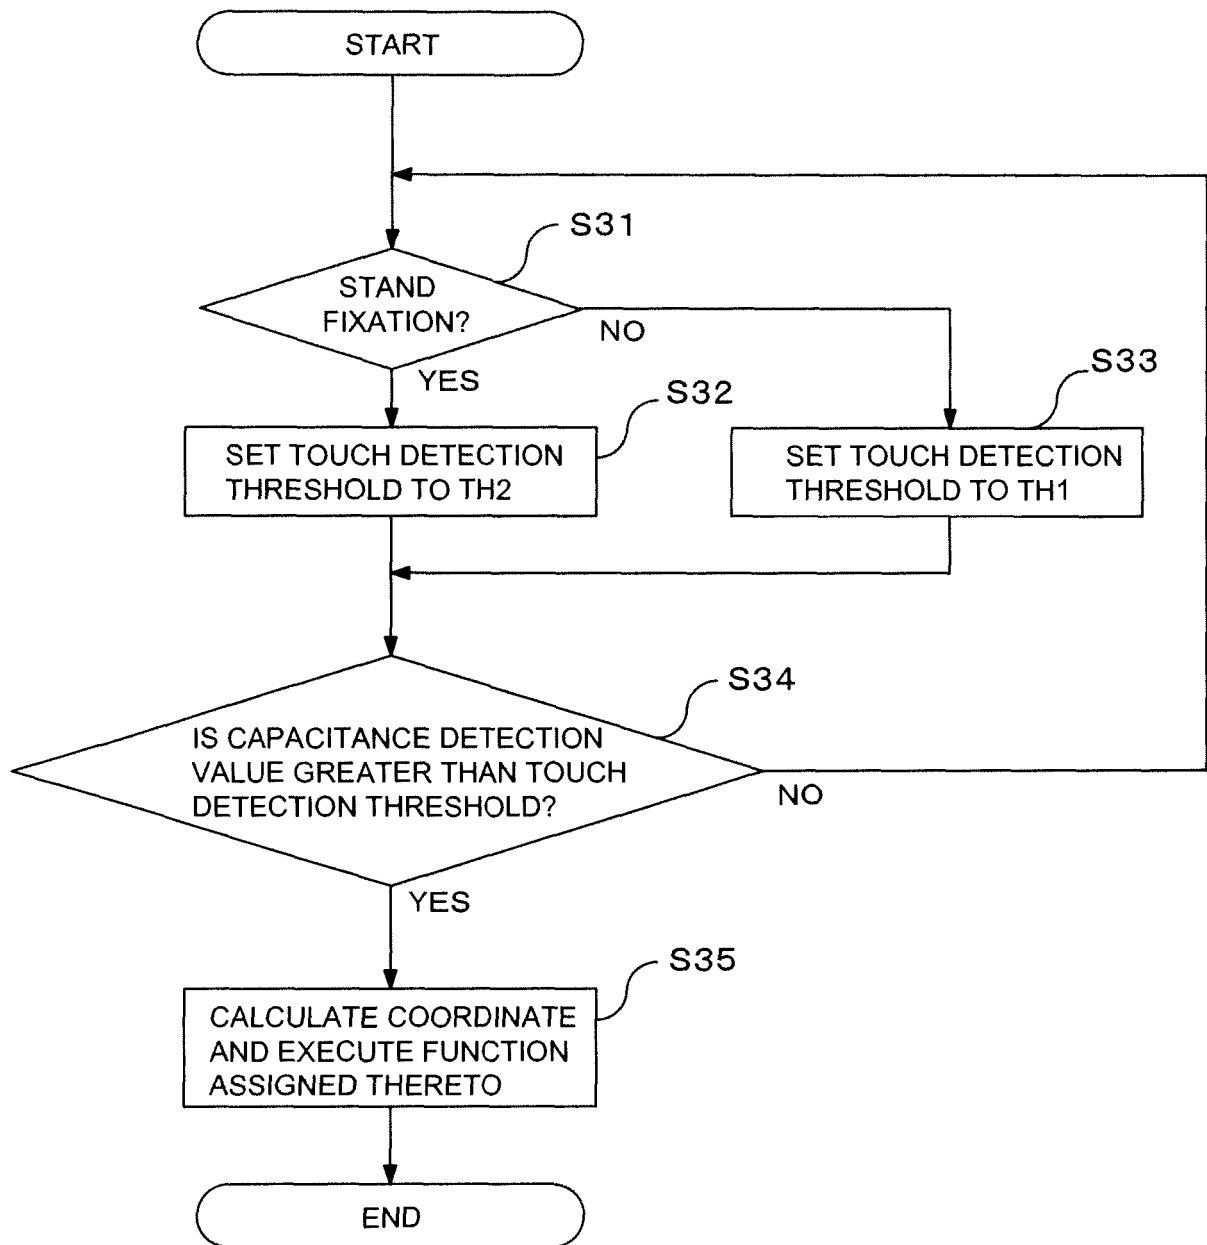 START
S31
STAND
FIXATION?
NO
YES
S32
S33
SET TOUCH DETECTION
THRESHOLD TO TH2
SET TOUCH DETECTION
THRESHOLD TO TH1
S34
IS CAPACITANCE DETECTION
VALUE GREATER THAN TOUCH
DETECTION THRESHOLD?
NO
YES
S35
CALCULATE COORDINATE
AND EXECUTE FUNCTION
ASSIGNED THERETO
END